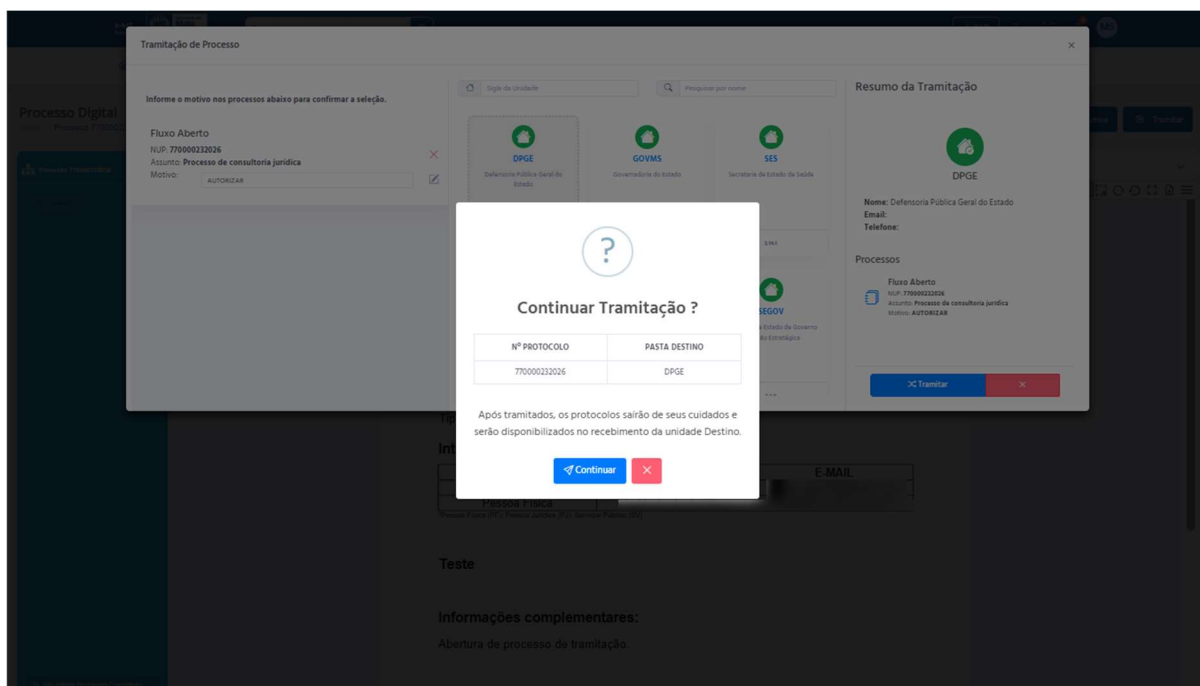 Tramitação de Processo
×
Informe o motivo nos processos abaixo para confirmar a seleção.
Fluxo Aberto
NUP: 770000232026
Assunto: Processo de consultoria jurídica
Motivo: AUTORIZAR
Sigla da Unidade
Pesquisar por nome
DPGE
Defensoria Pública Geral do
Estado
GOVMS
Governadoria do Estado
SES
Secretaria de Estado de Saúde
SEGOV
Resumo da Tramitação
DPGE
Nome: Defensoria Pública Geral do Estado
Email:
Telefone:
Processos
Fluxo Aberto
NUP: 770000232026
Assunto: Processo de consultoria jurídica
Motivo: AUTORIZAR
Tramitar
Processo Digital
Tramitar
?
Continuar Tramitação ?
Nº PROTOCOLO PASTA DESTINO
770000232026 DPGE
Após tramitados, os protocolos saírão de seus cuidados e
serão disponibilizados no recebimento da unidade Destino.
Continuar
E-MAIL
Pessoa Física
Teste
Informações complementares:
Abertura de processo de tramitação.